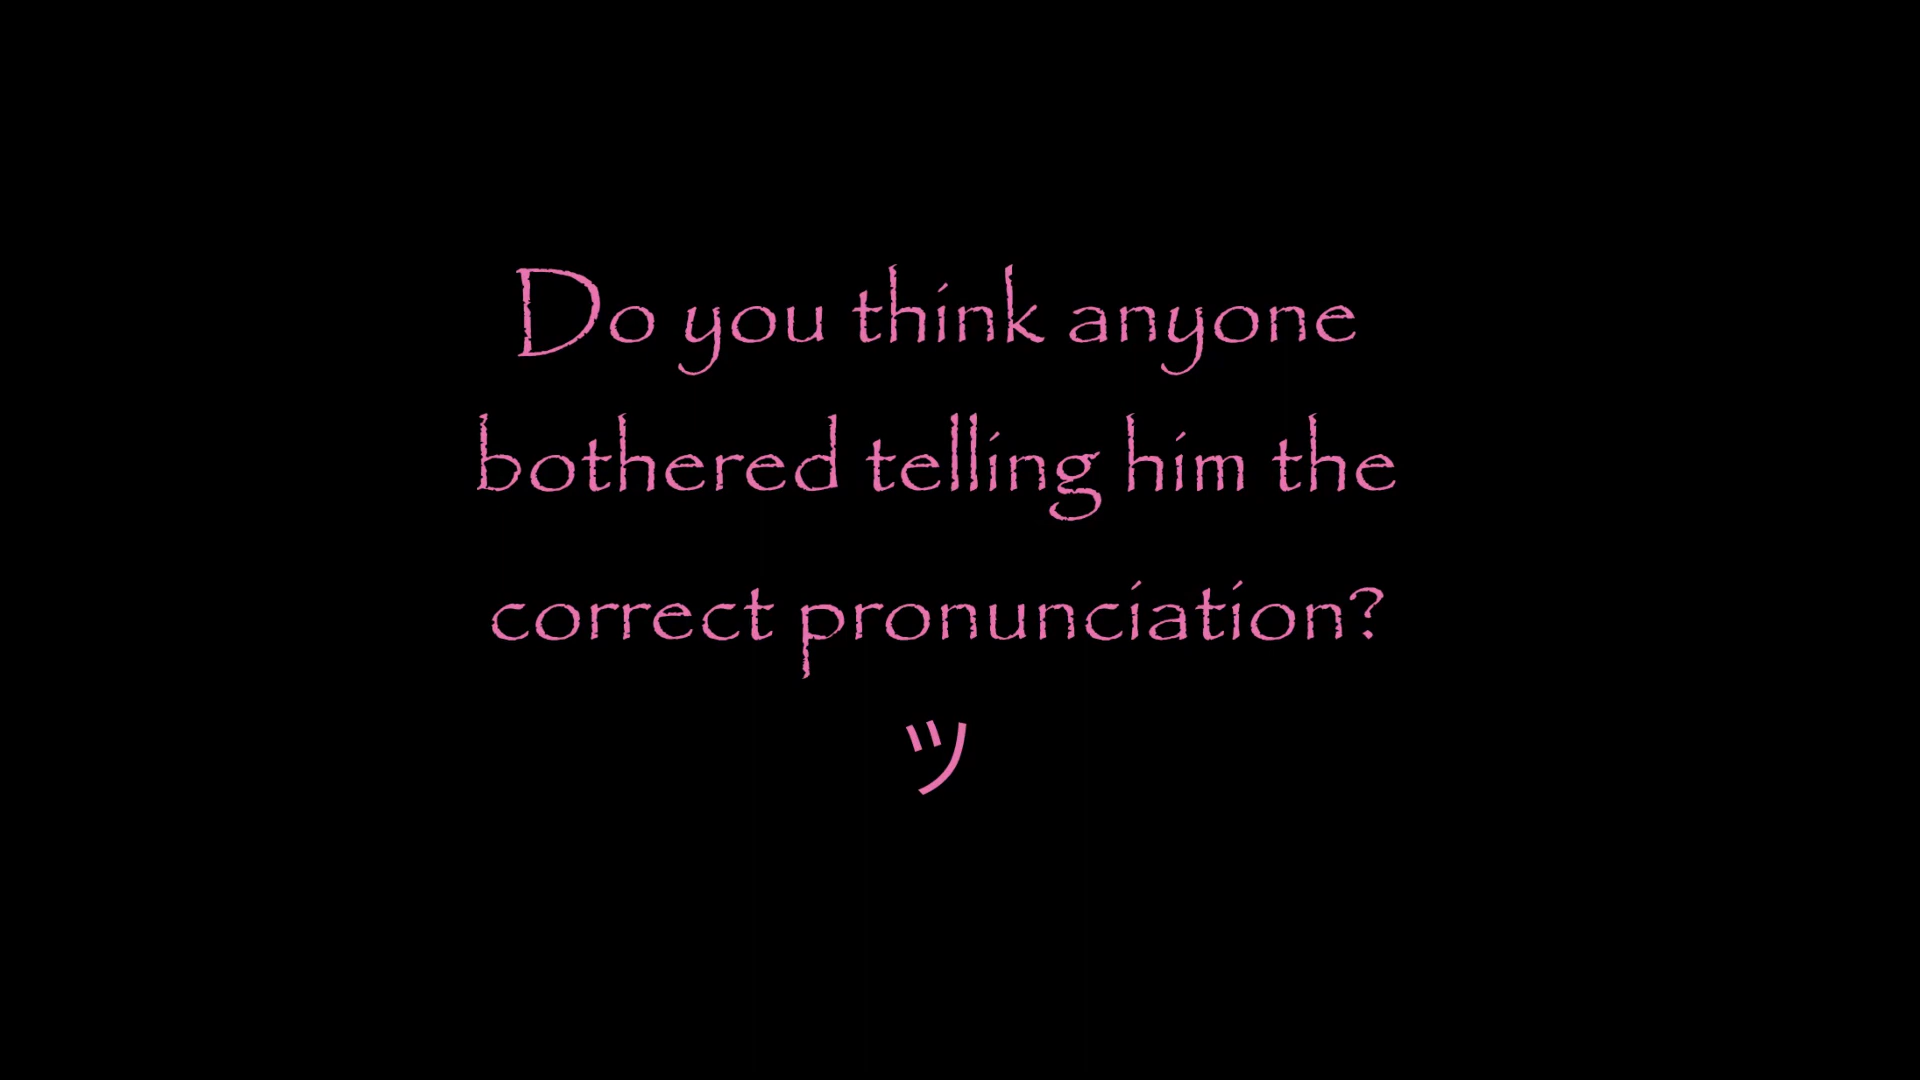 Do you think anyone
bothered telling him the
correct pronunciation?
ツ